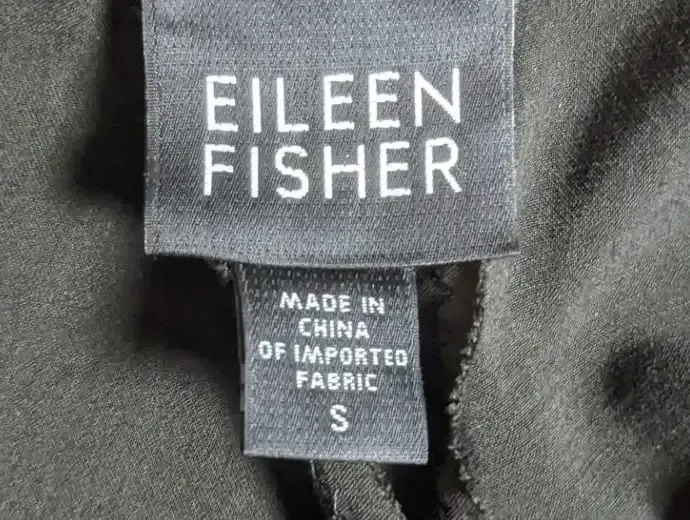 EILEEN
FISHER
MADE IN
CHINA
OF IMPORTED
FABRIC
S